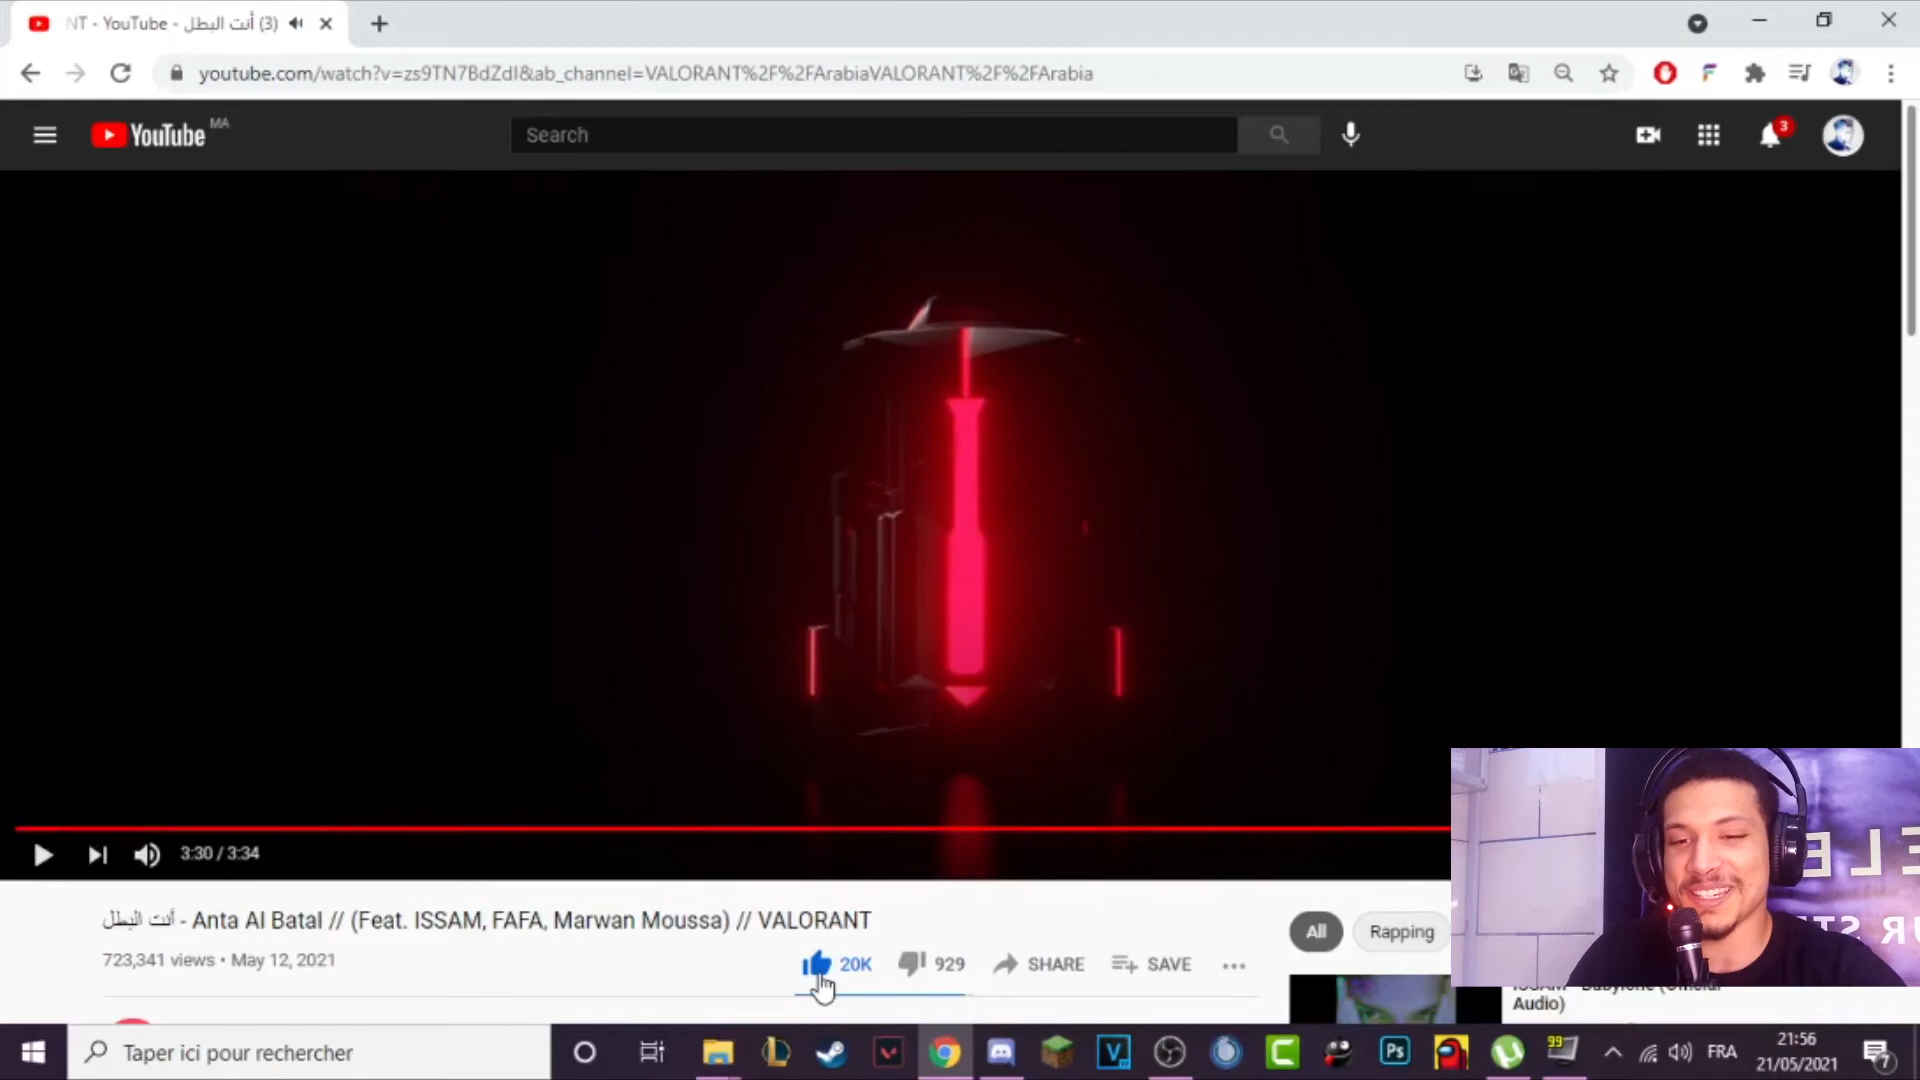 NT - YouTube - أنت البطل (3)
youtube.com/watch?v=zs9TN7BdZdI&ab_channel=VALORANT%2F%2FArabiaVALORANT%2F%2FArabia
YouTube MA
Search
3
3:30 / 3:34
أنت البطل - Anta Al Batal // (Feat. ISSAM, FAFA, Marwan Moussa) // VALORANT
723,341 views • May 12, 2021
20K
929
SHARE
SAVE
All
Rapping
Audio)
Taper ici pour rechercher
Ps
99
FRA
21:56
21/05/2021
7